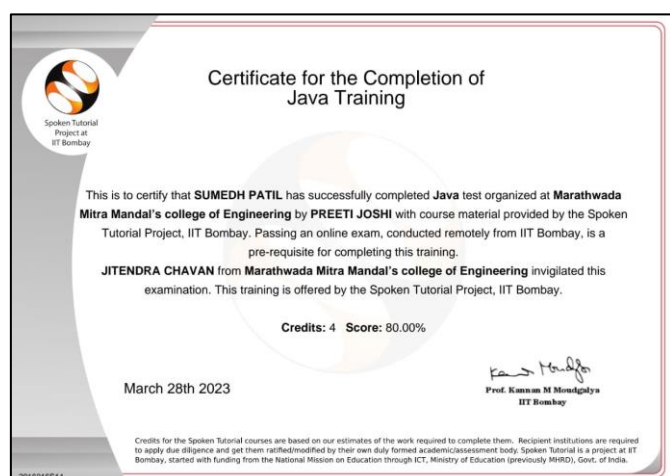 Spoken Tutorial
Project at
IIT Bombay
Certificate for the Completion of
Java Training
This is to certify that SUMEDH PATIL has successfully completed Java test organized at Marathwada
Mitra Mandal's college of Engineering by PREETI JOSHI with course material provided by the Spoken
Tutorial Project, IIT Bombay. Passing an online exam, conducted remotely from IIT Bombay, is a
pre-requisite for completing this training.
JITENDRA CHAVAN from Marathwada Mitra Mandal's college of Engineering invigilated this
examination. This training is offered by the Spoken Tutorial Project, IIT Bombay.
Credits: 4 Score: 80.00%
March 28th 2023
Prof. Kannan M Moudgalya
IIT Bombay
Credits for the Spoken Tutorial courses are based on our estimates of the work required to complete them. Recipient institutions are required
to apply due diligence and get them ratified/modified by their own duly formed academic/assessment body. Spoken Tutorial is a project at IIT
Bombay, started with funding from the National Mission on Education through ICT, Ministry of Education (previously MHRD), Govt. of India.